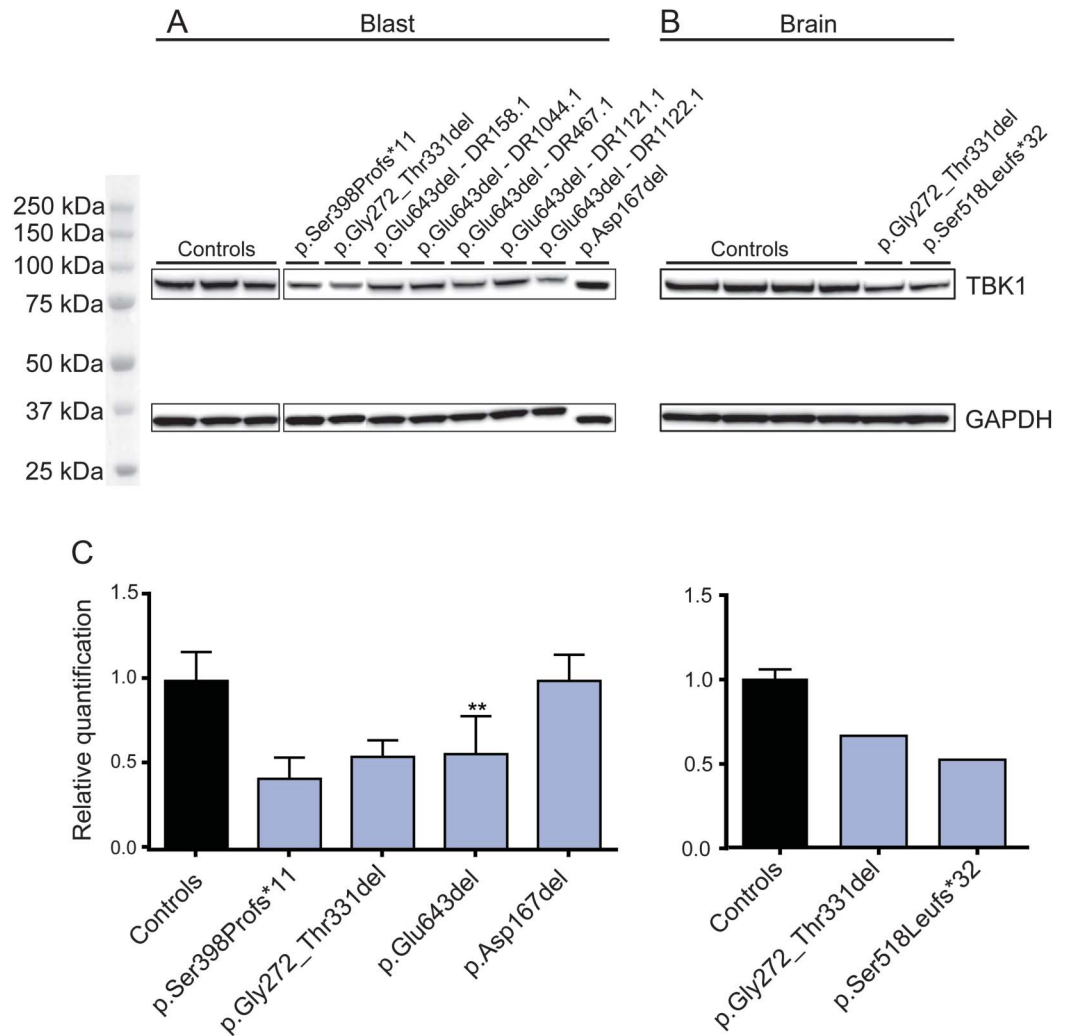 A
Blast
B
Brain
p.Ser398Profs*11
p.Gly272_Thr331del
p.Glu643del - DR158.1
p.Glu643del - DR1044.1
p.Glu643del - DR467.1
p.Glu643del - DR1121.1
p.Glu643del - DR1122.1
p.Asp167del
p.Gly272_Thr331del
p.Ser518Leufs*32
250 kDa
150 kDa
100 kDa
75 kDa
50 kDa
37 kDa
25 kDa
Controls
Controls
TBK1
GAPDH
C
Relative quantification
1.5
1.0
0.5
0.0
**
Controls
p.Ser398Profs*11
p.Gly272_Thr331del
p.Glu643del
p.Asp167del
1.5
1.0
0.5
0.0
Controls
p.Gly272_Thr331del
p.Ser518Leufs*32